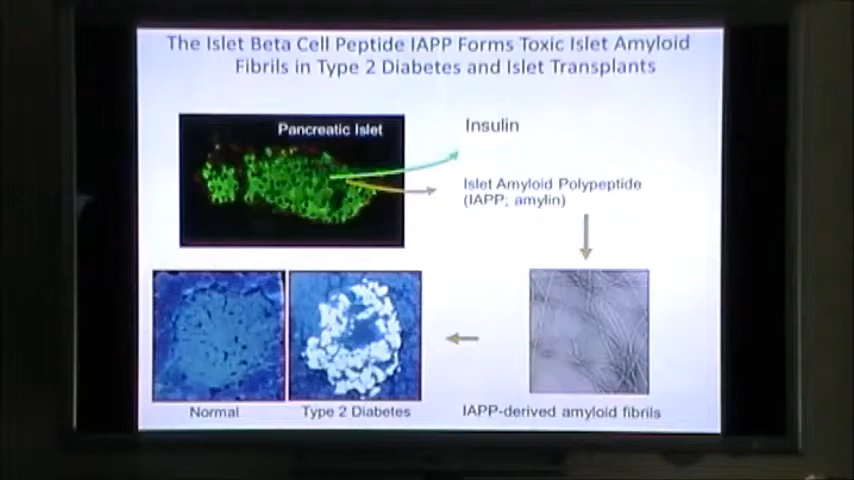 The Islet Beta Cell Peptide IAPP Forms Toxic Islet Amyloid
Fibrils in Type 2 Diabetes and Islet Transplants
Pancreatic Islet
Insulin
Islet Amyloid Polypeptide
(IAPP; amylin)
Normal
Type 2 Diabetes
IAPP-derived amyloid fibrils